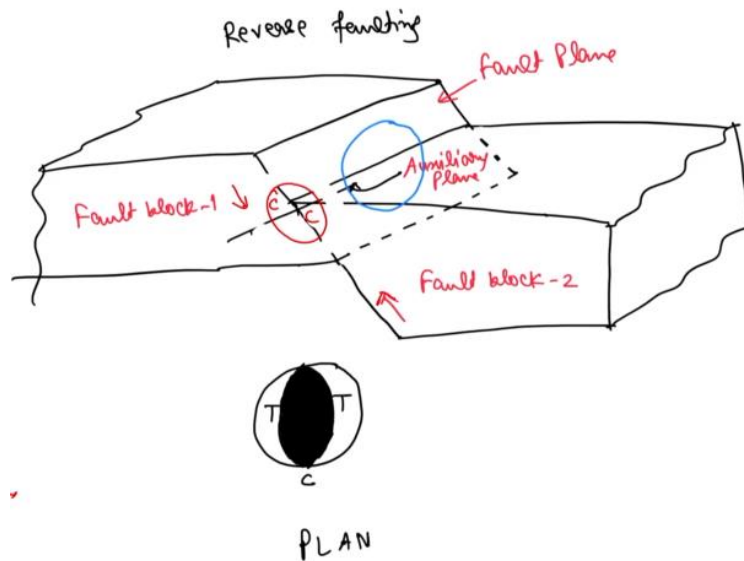 Reverse faulting
Fault Plane
Auxiliary
Plane
Fault block-1
C
C
Fault block-2
T T
C
PLAN